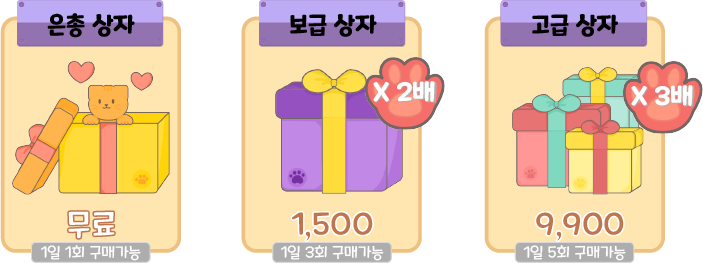 은총 상자
무료
1일 1회 구매가능
보급 상자
X 2배
1,500
1일 3회 구매가능
고급 상자
X 3배
9,900
1일 5회 구매가능